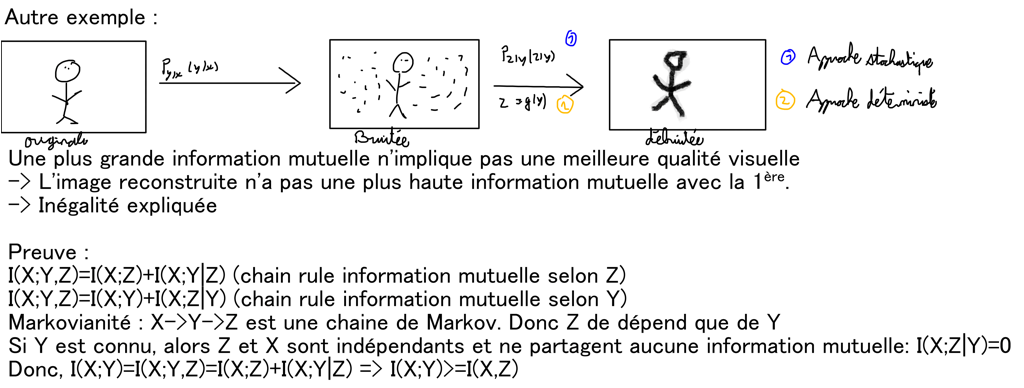 Autre exemple :
P_{Y|X} (y|x)
P_{Z|Y} (z|y) 1
z = g(y) 2
1 Approche stochastique
2 Approche déterministe
originale
Bruitée
débruitée
Une plus grande information mutuelle n'implique pas une meilleure qualité visuelle
-> L'image reconstruite n'a pas une plus haute information mutuelle avec la 1ère.
-> Inégalité expliquée
Preuve :
I(X;Y,Z)=I(X;Z)+I(X;Y|Z) (chain rule information mutuelle selon Z)
I(X;Y,Z)=I(X;Y)+I(X;Z|Y) (chain rule information mutuelle selon Y)
Markovianité : X->Y->Z est une chaine de Markov. Donc Z de dépend que de Y
Si Y est connu, alors Z et X sont indépendants et ne partagent aucune information mutuelle: I(X;Z|Y)=0
Donc, I(X;Y)=I(X;Y,Z)=I(X;Z)+I(X;Y|Z) => I(X;Y)>=I(X,Z)